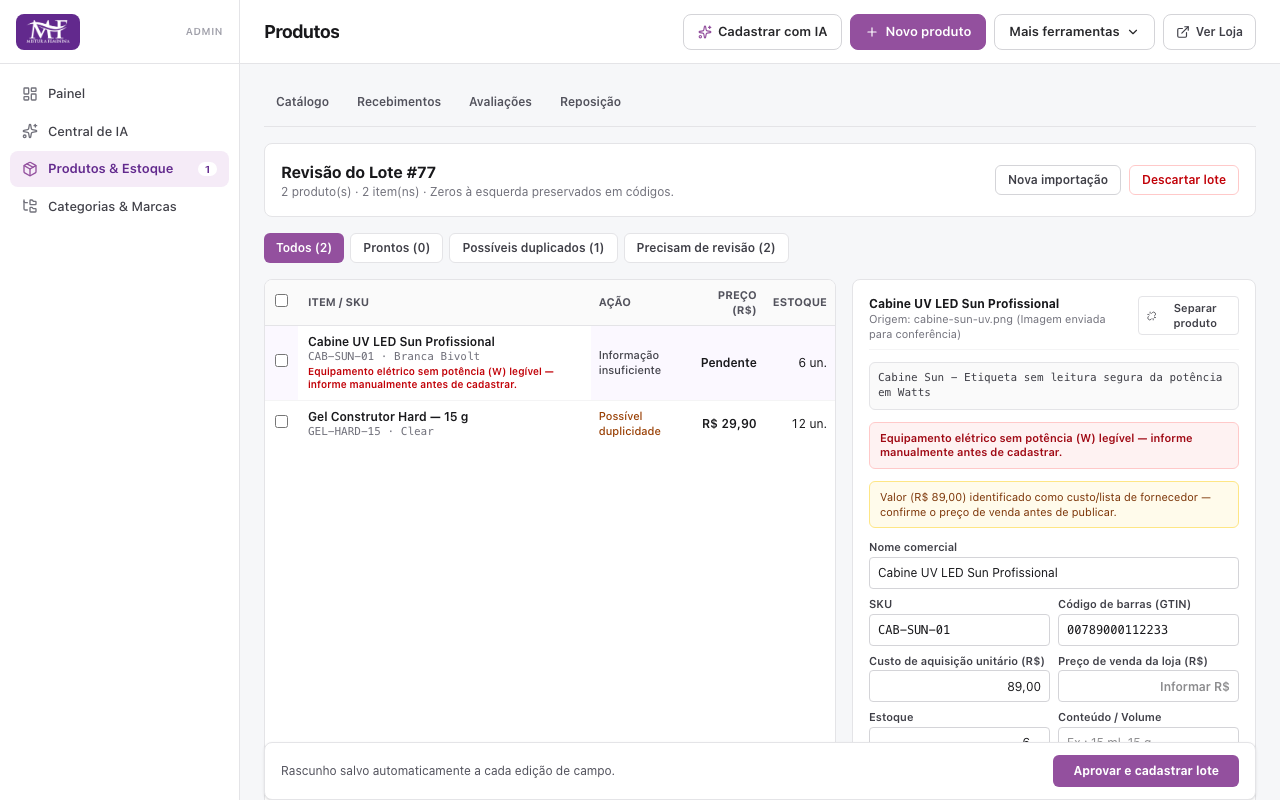 MF
ADMIN
Produtos
Cadastrar com IA
+ Novo produto
Mais ferramentas
Ver Loja
Painel
Central de IA
Produtos & Estoque
1
Categorias & Marcas
Catálogo
Recebimentos
Avaliações
Reposição
Revisão do Lote #77
2 produto(s) · 2 item(ns) · Zeros à esquerda preservados em códigos.
Nova importação
Descartar lote
Todos (2)
Prontos (0)
Possíveis duplicados (1)
Precisam de revisão (2)
ITEM / SKU
AÇÃO
PREÇO
(R$)
ESTOQUE
Cabine UV LED Sun Profissional
CAB-SUN-01 · Branca Bivolt
Equipamento elétrico sem potência (W) legível —
informe manualmente antes de cadastrar.
Informação
insuficiente
Pendente
6 un.
Gel Construtor Hard — 15 g
GEL-HARD-15 · Clear
Possível
duplicidade
R$ 29,90
12 un.
Cabine UV LED Sun Profissional
Origem: cabine-sun-uv.png (Imagem enviada
para conferência)
Separar
produto
Cabine Sun — Etiqueta sem leitura segura da potência
em Watts
Equipamento elétrico sem potência (W) legível — informe
manualmente antes de cadastrar.
Valor (R$ 89,00) identificado como custo/lista de fornecedor —
confirme o preço de venda antes de publicar.
Nome comercial
Cabine UV LED Sun Profissional
SKU
Código de barras (GTIN)
CAB-SUN-01
00789000112233
Custo de aquisição unitário (R$)
Preço de venda da loja (R$)
89,00
Informar R$
Estoque
Conteúdo / Volume
6
Ex.: 15 ml, 15 g
Rascunho salvo automaticamente a cada edição de campo.
Aprovar e cadastrar lote